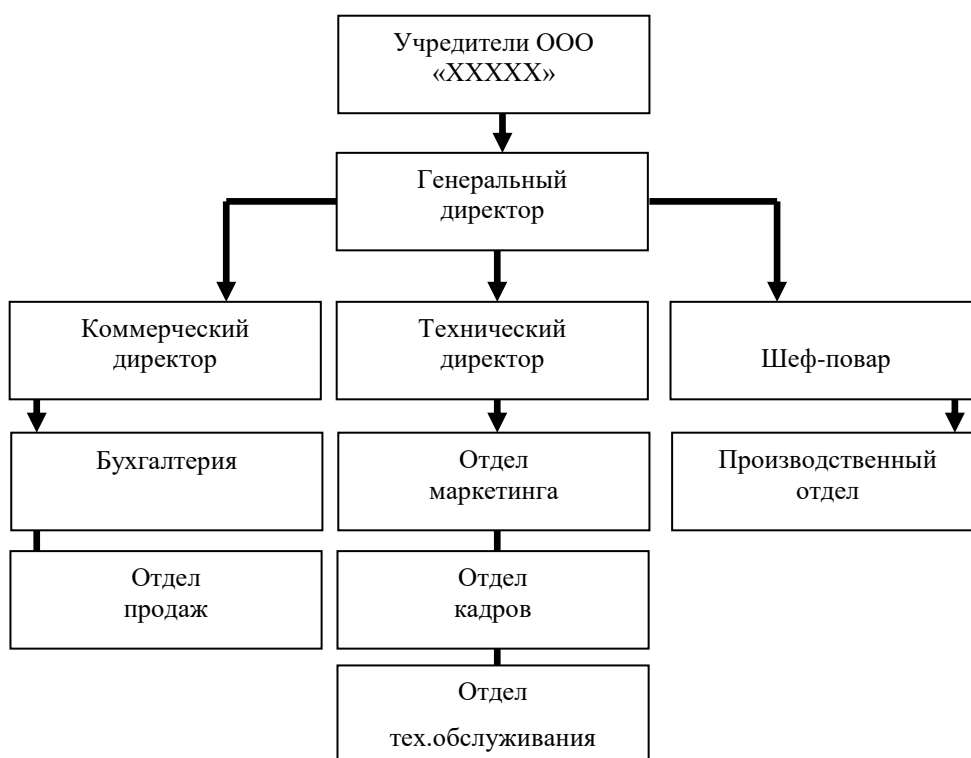 Учредители ООО
«XXXXX»
Генеральный
директор
Коммерческий
директор
Технический
директор
Шеф-повар
Бухгалтерия
Отдел
маркетинга
Производственный
отдел
Отдел
продаж
Отдел
кадров
Отдел
тех.обслуживания